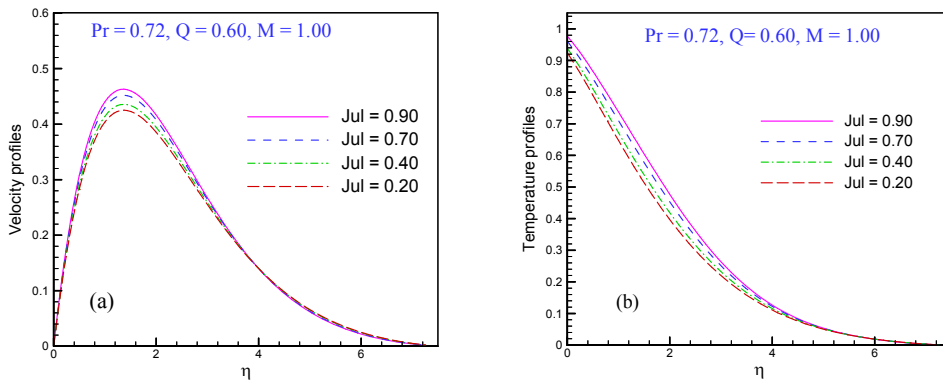 Pr = 0.72, Q = 0.60, M = 1.00
0.6
0.5
0.4
0.3
0.2
0.1
0
Velocity profiles
Jul = 0.90
Jul = 0.70
Jul = 0.40
Jul = 0.20
(a)
0 2 4 6
η
Pr = 0.72, Q= 0.60, M = 1.00
1
0.9
0.8
0.7
0.6
0.5
0.4
0.3
0.2
0.1
0
Temperature profiles
Jul = 0.90
Jul = 0.70
Jul = 0.40
Jul = 0.20
(b)
0 2 4 6
η